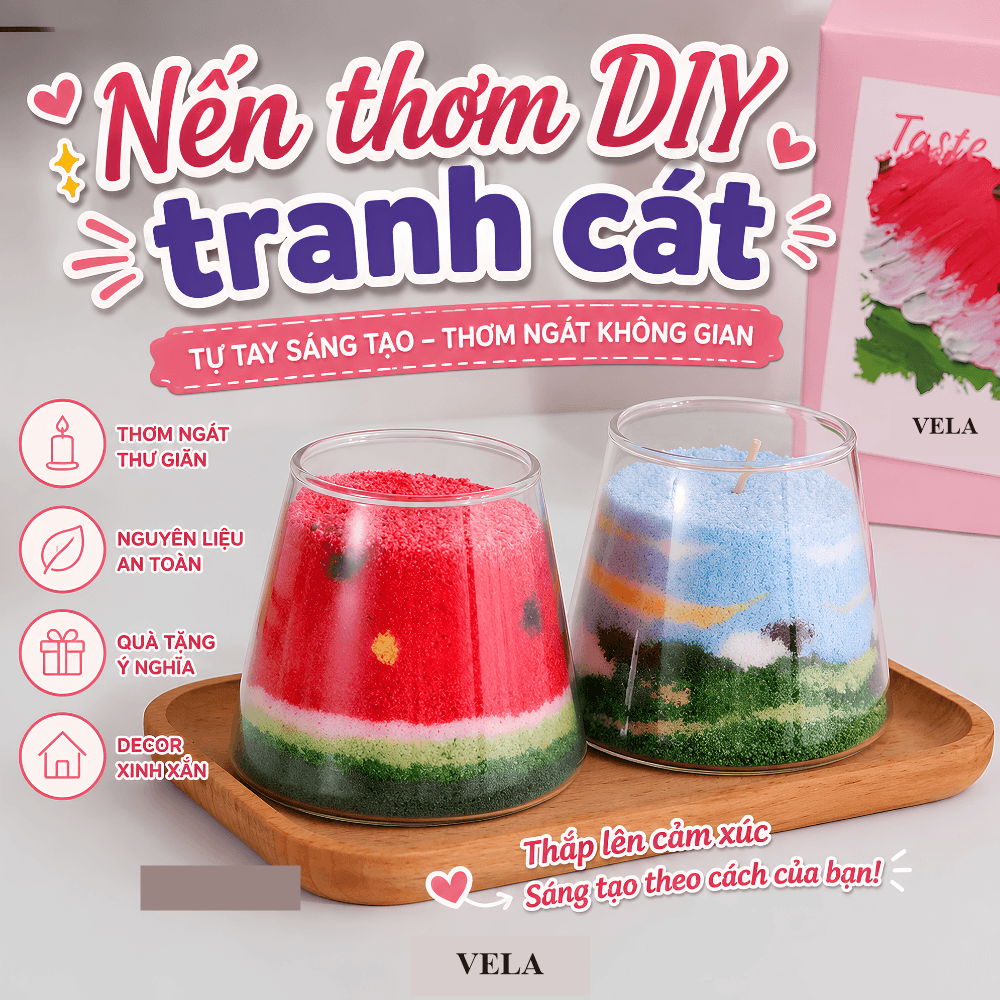 Nến thơm DIY
tranh cát
TỰ TAY SÁNG TẠO – THƠM NGÁT KHÔNG GIAN
Taste
VELA
THƠM NGÁT
THƯ GIÃN
NGUYÊN LIỆU
AN TOÀN
QUÀ TẶNG
Ý NGHĨA
DECOR
XINH XẮN
Thắp lên cảm xúc
Sáng tạo theo cách của bạn!
VELA